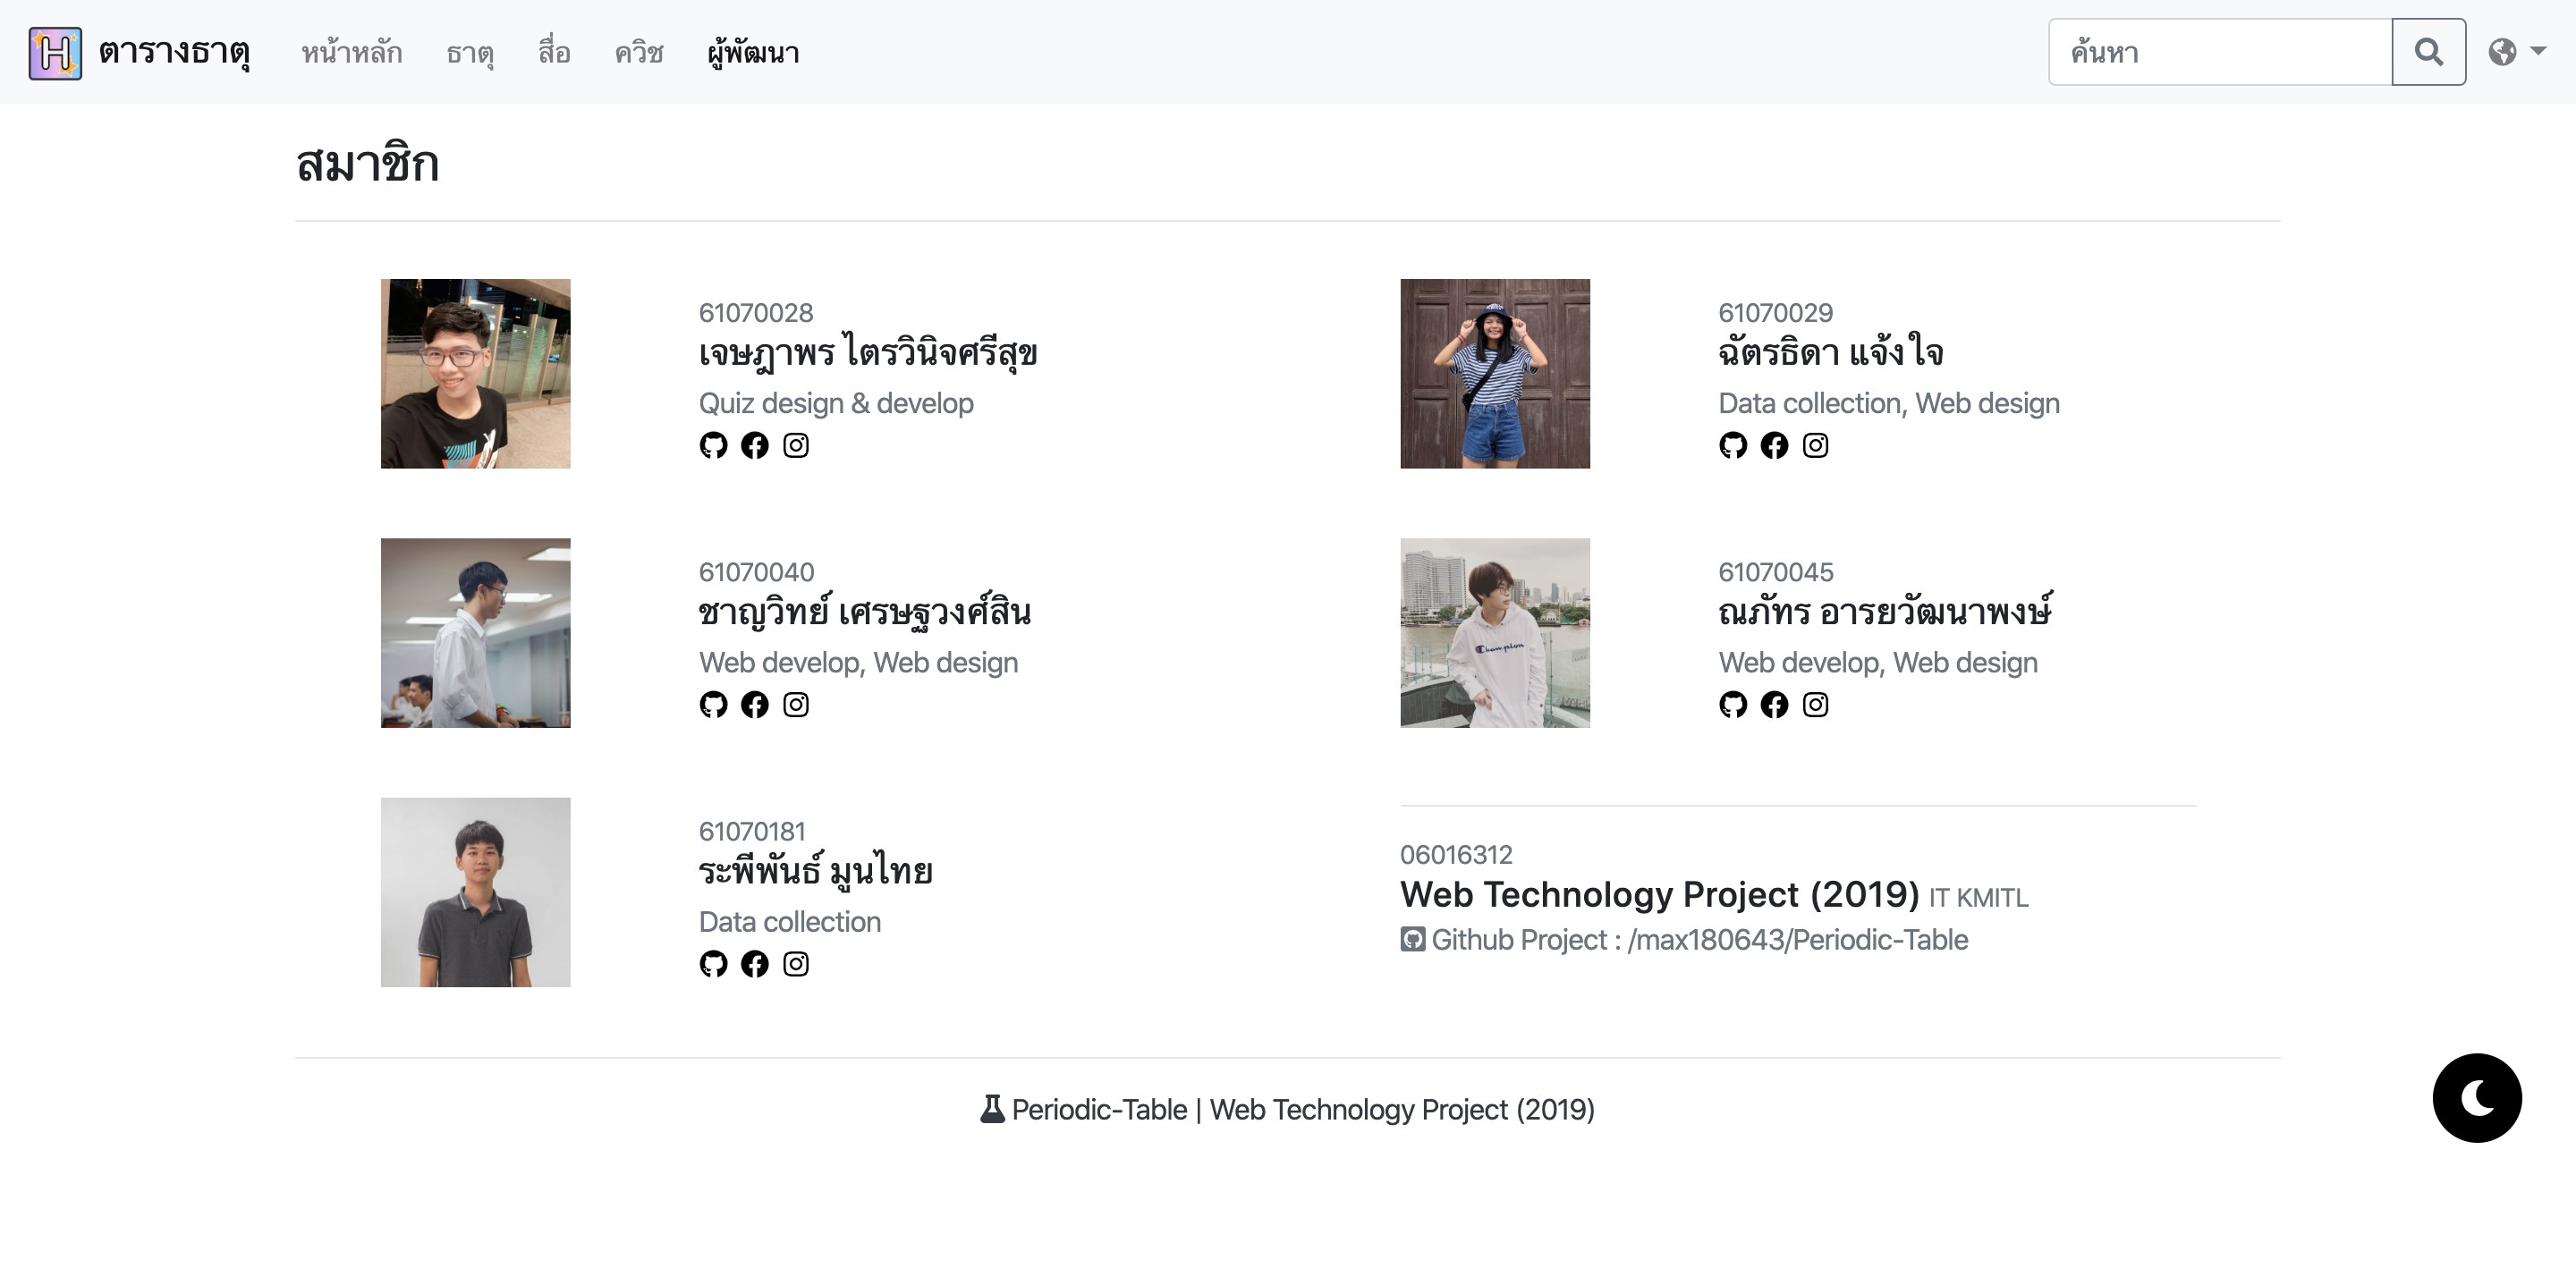 H ตารางธาตุ หน้าหลัก ธาตุ สื่อ ควิช ผู้พัฒนา ค้นหา
สมาชิก
61070028
เจษฎาพร ไตรวินิจศรีสุข
Quiz design & develop
61070029
ฉัตรธิดา แจ้งใจ
Data collection, Web design
61070040
ชาญวิทย์ เศรษฐวงศ์สิน
Web develop, Web design
61070045
ณภัทร อารยวัฒนาพงษ์
Web develop, Web design
Champion
61070181
ระพีพันธ์ มูนไทย
Data collection
06016312
Web Technology Project (2019) IT KMITL
Github Project : /max180643/Periodic-Table
Periodic-Table | Web Technology Project (2019)